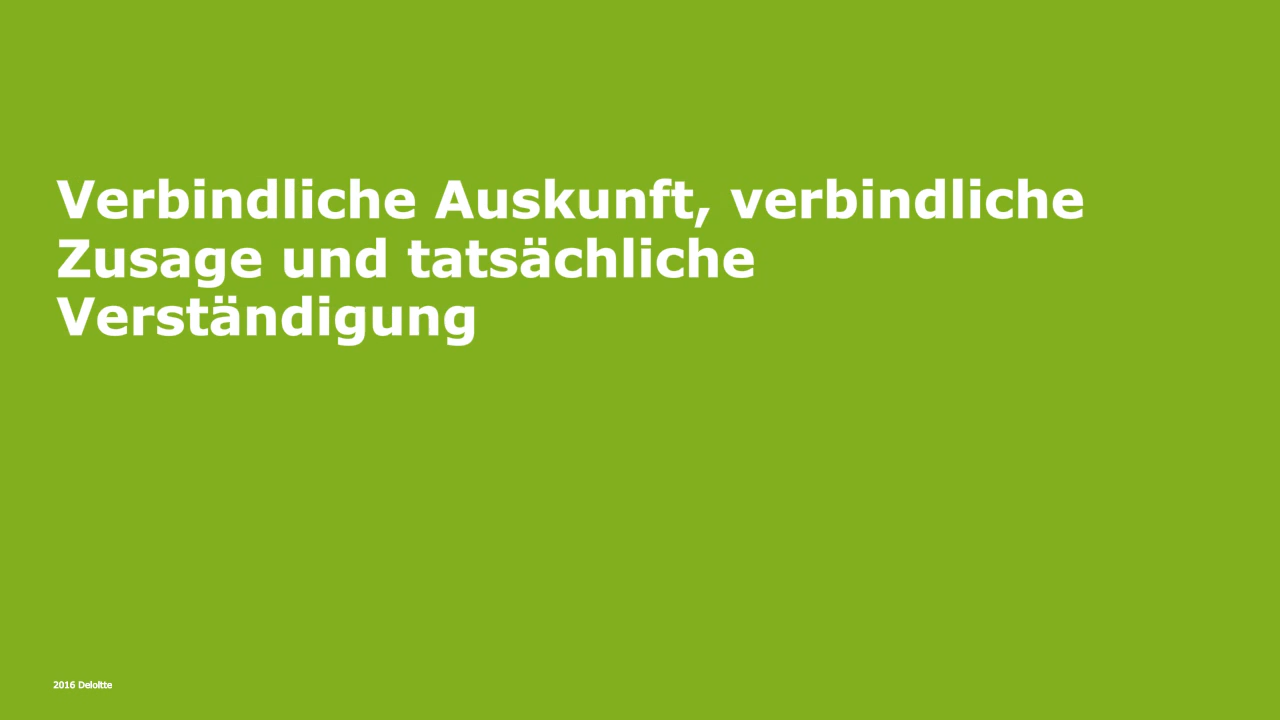 Verbindliche Auskunft, verbindliche
Zusage und tatsächliche
Verständigung
2016 Deloitte